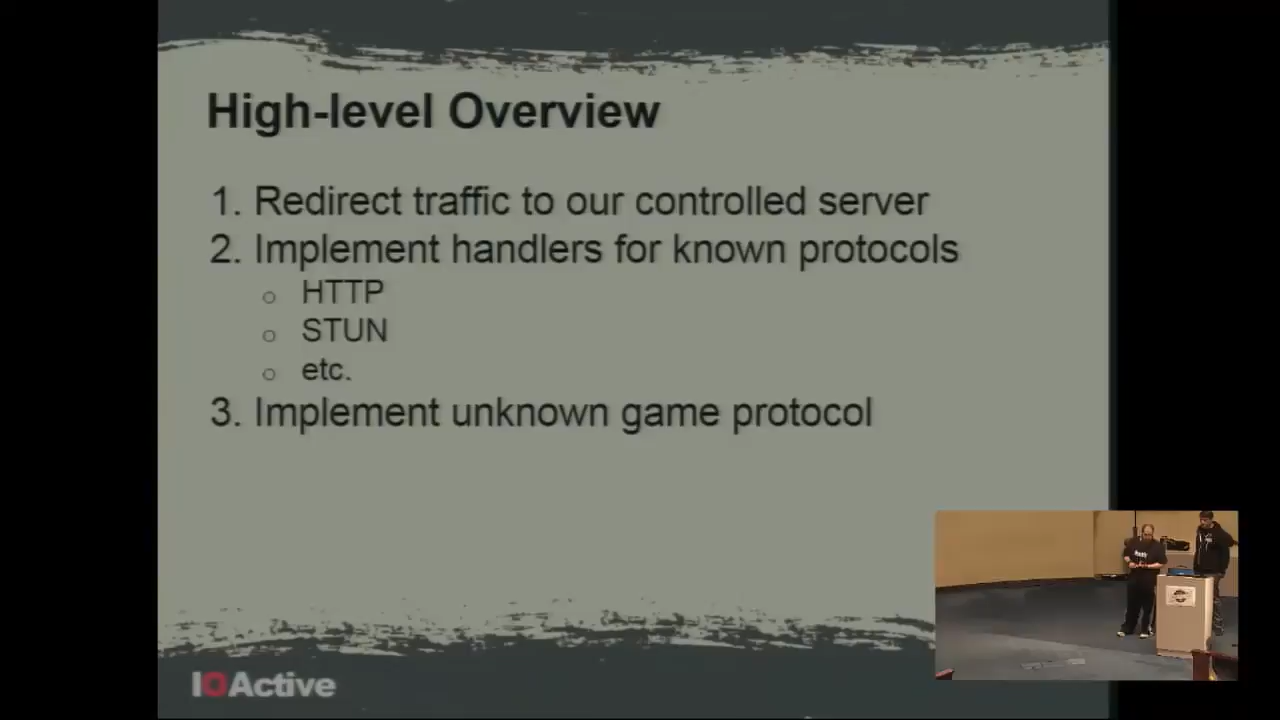 High-level Overview
1. Redirect traffic to our controlled server
2. Implement handlers for known protocols
o HTTP
o STUN
o etc.
3. Implement unknown game protocol
IOActive